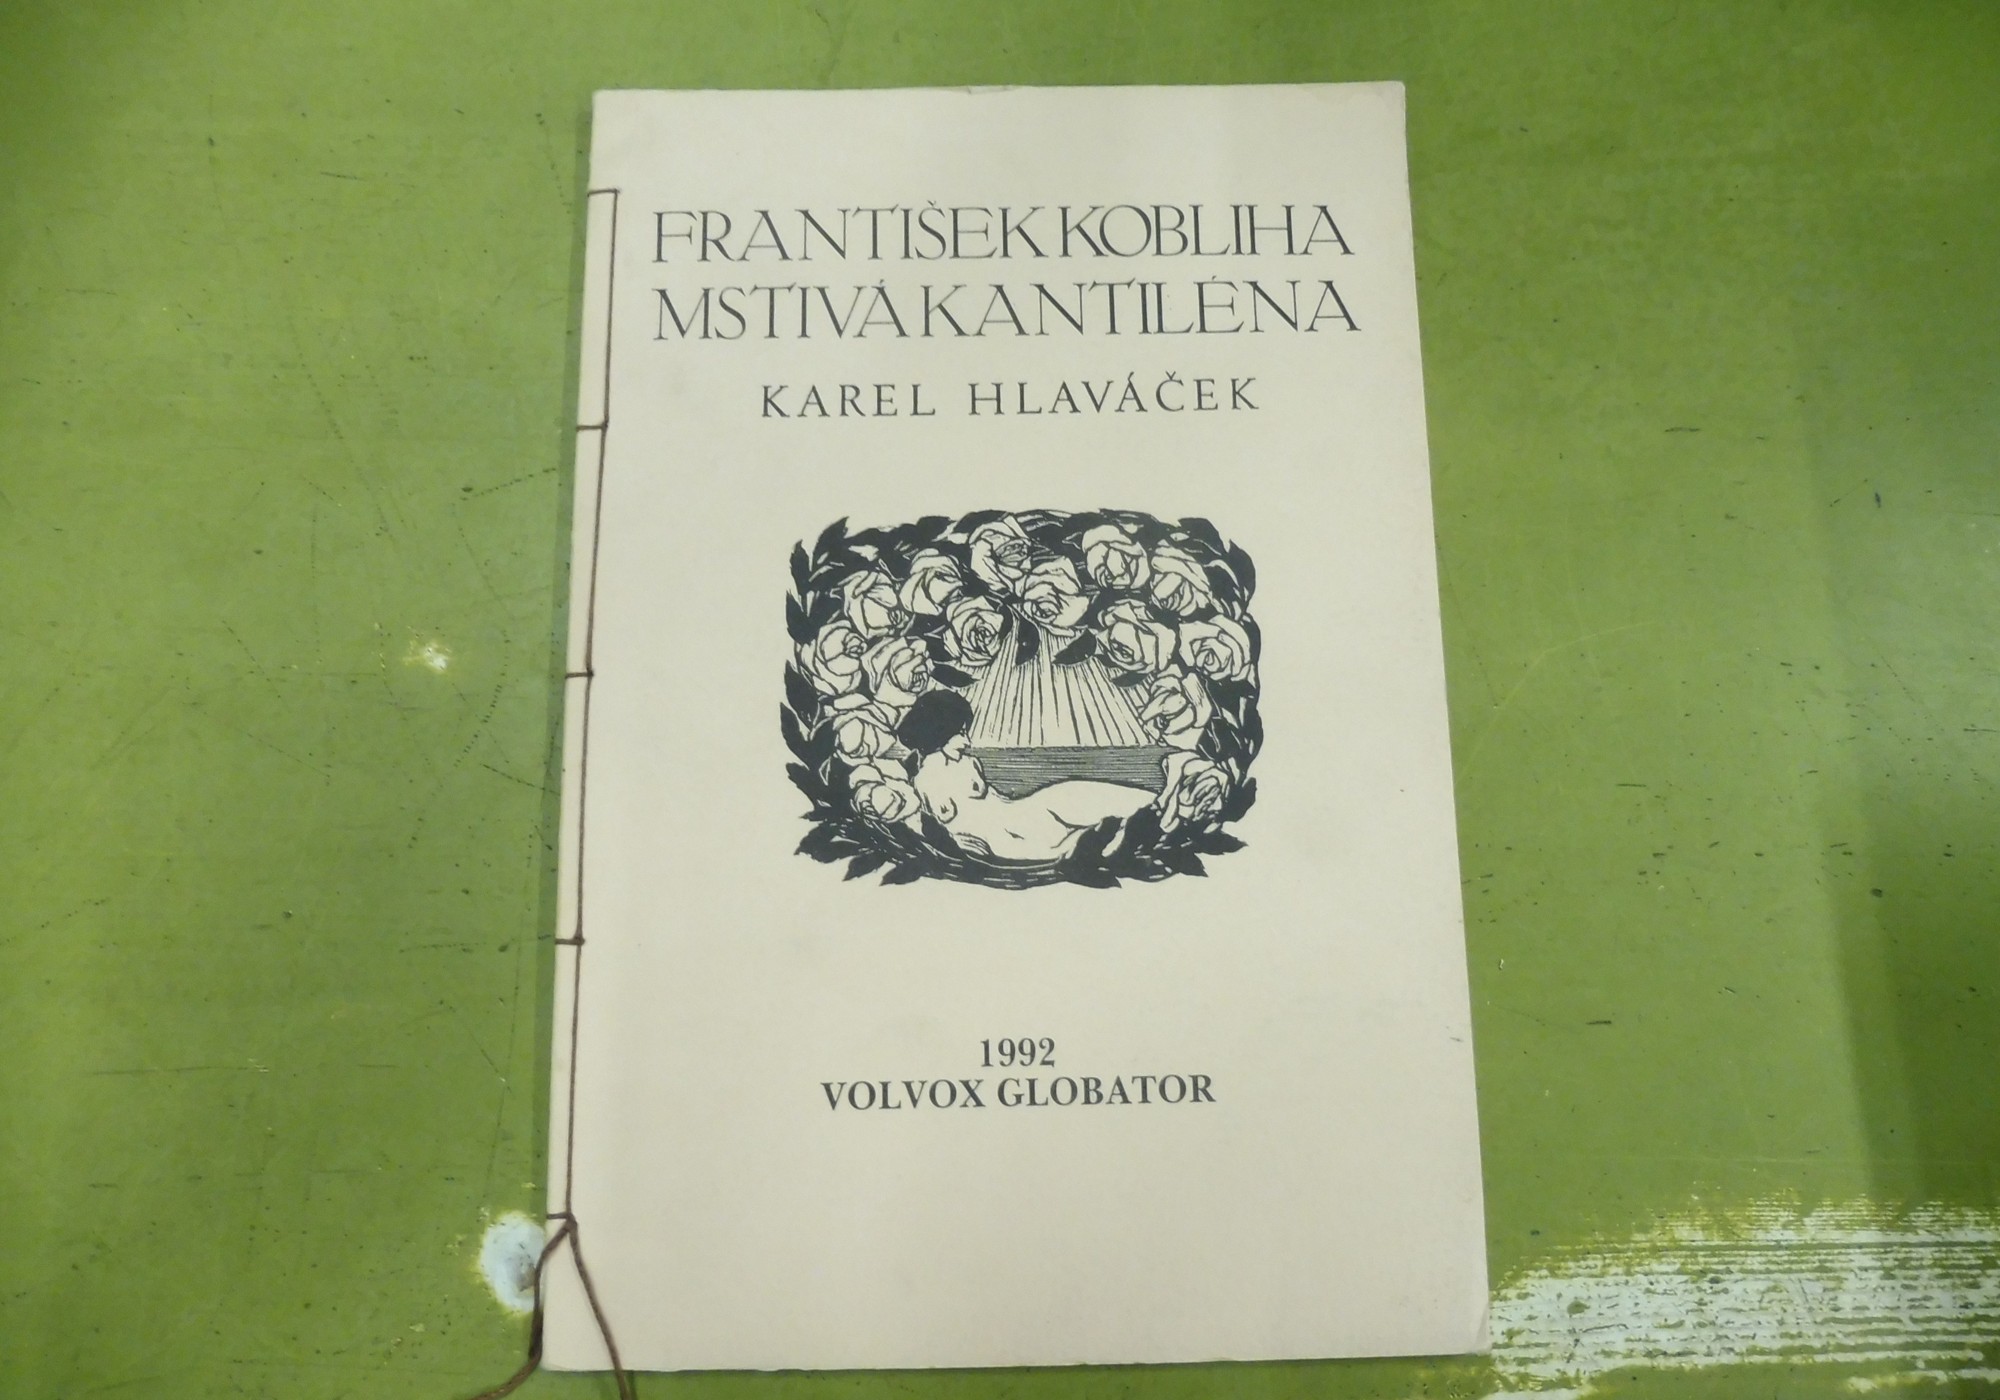 FRANTIŠEK KOBLIHA
MSTIVÁ KANTILÉNA
KAREL HLAVÁČEK
1992
VOLVOX GLOBATOR